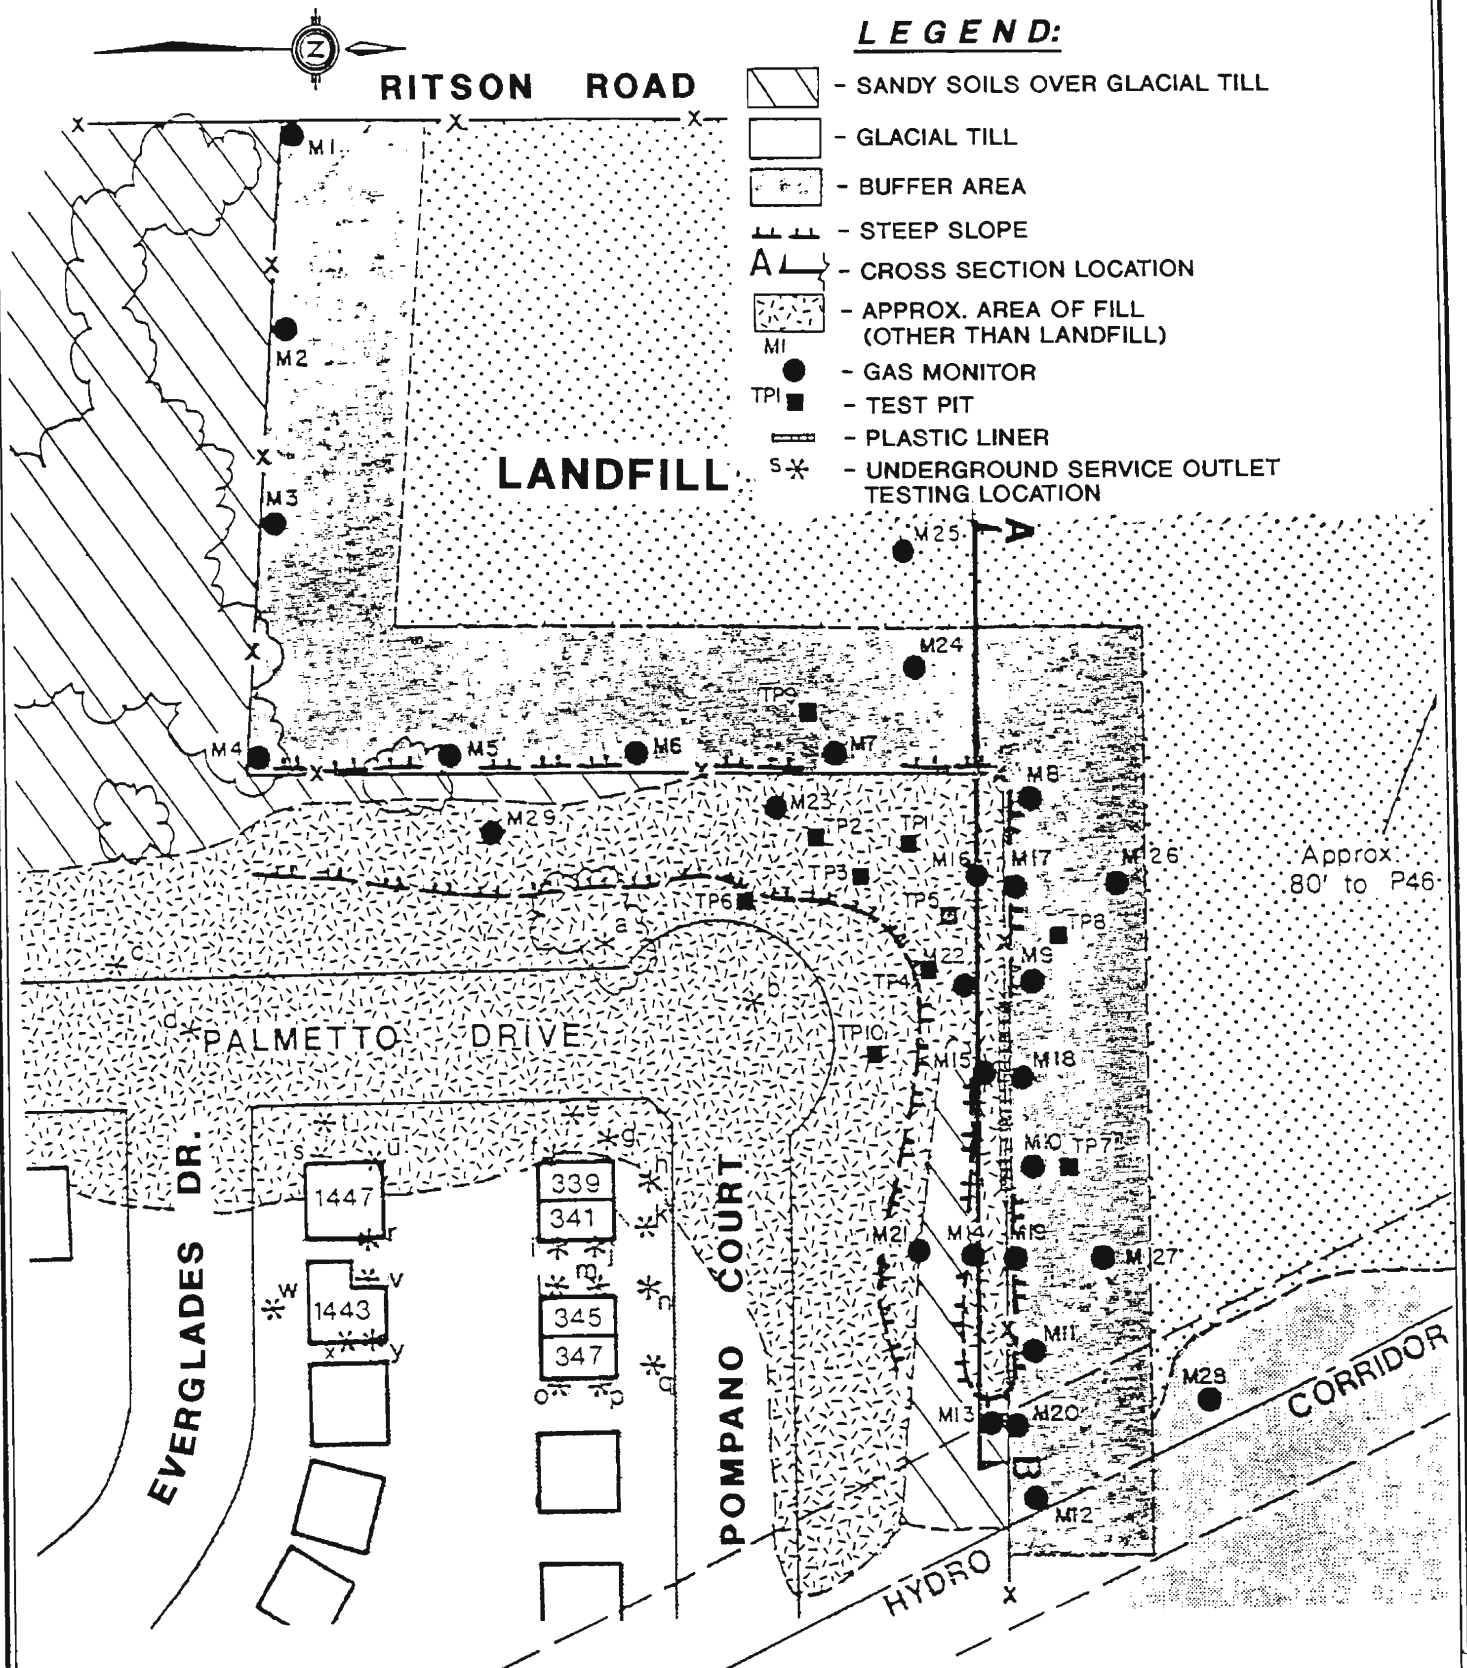 LEGEND:
Z
RITSON ROAD
- SANDY SOILS OVER GLACIAL TILL
- GLACIAL TILL
- BUFFER AREA
- STEEP SLOPE
A - CROSS SECTION LOCATION
- APPROX. AREA OF FILL
(OTHER THAN LANDFILL)
M1
- GAS MONITOR
TP1 - TEST PIT
- PLASTIC LINER
S - UNDERGROUND SERVICE OUTLET
TESTING LOCATION
M1
M2
M3
LANDFILL
M25
A
M24
TP9
M4
M5
M6
M7
M8
M23
M29
TP2
TP1
M16
M17
M26
TP3
Approx.
80' to P46
TP6
TP5
TP8
a
c
M22
M9
TP4
b
d
PALMETTO DRIVE
TP10
M15
M18
e
g
M10
TP7
s
u
h
1447
339
341
k
r
M21
M14
M19
M27
m
w
v
1443
345
n
x
y
347
M11
o
p
q
M28
CORRIDOR
M13
M20
B
M12
EVERGLADES DR.
POMPANO COURT
HYDRO